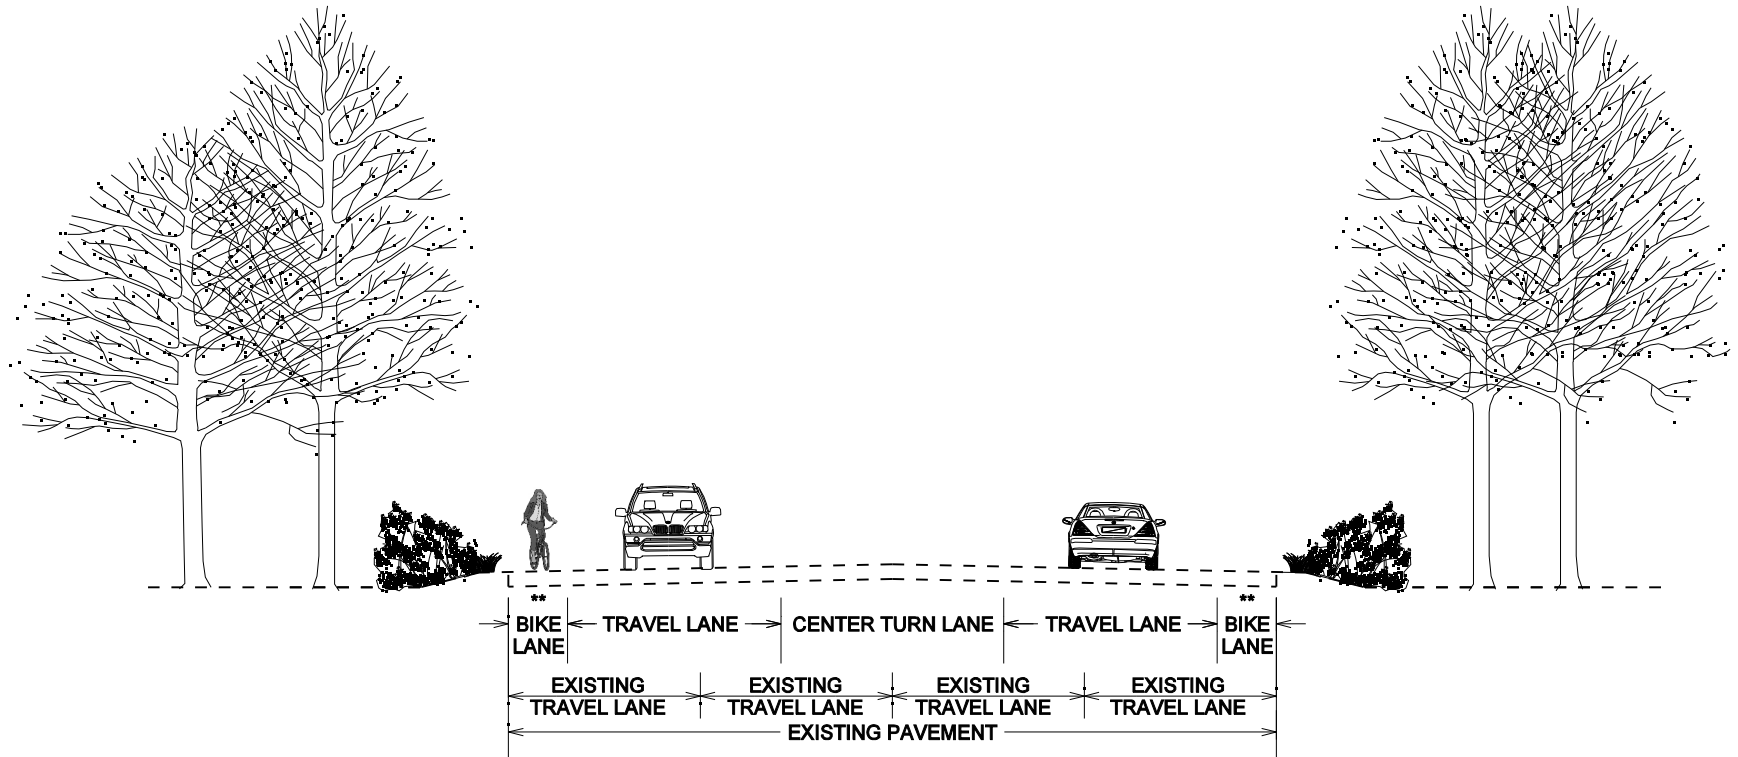 ** **
BIKE LANE TRAVEL LANE CENTER TURN LANE TRAVEL LANE BIKE LANE
EXISTING TRAVEL LANE EXISTING TRAVEL LANE EXISTING TRAVEL LANE EXISTING TRAVEL LANE
EXISTING PAVEMENT